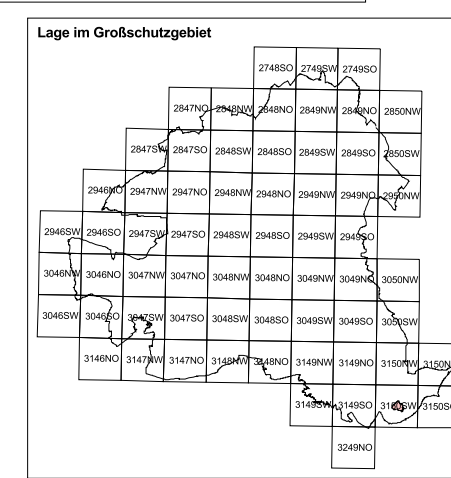 Lage im Großschutzgebiet
2748SO 2749SW 2749SO
2847NO 2848NW 2848NO 2849NW 2849NO 2850NW
2847SW 2847SO 2848SW 2848SO 2849SW 2849SO 2850SW
2946NO 2947NW 2947NO 2948NW 2948NO 2949NW 2949NO 2950NW
2946SW 2946SO 2947SW 2947SO 2948SW 2948SO 2949SW 2949SO
3046NW 3046NO 3047NW 3047NO 3048NW 3048NO 3049NW 3049NO 3050NW
3046SW 3046SO 3047SW 3047SO 3048SW 3048SO 3049SW 3049SO 3050SW
3146NO 3147NW 3147NO 3148NW 3148NO 3149NW 3149NO 3150NW 3150N
3149SW 3149SO 3150SW 3150S
3249NO